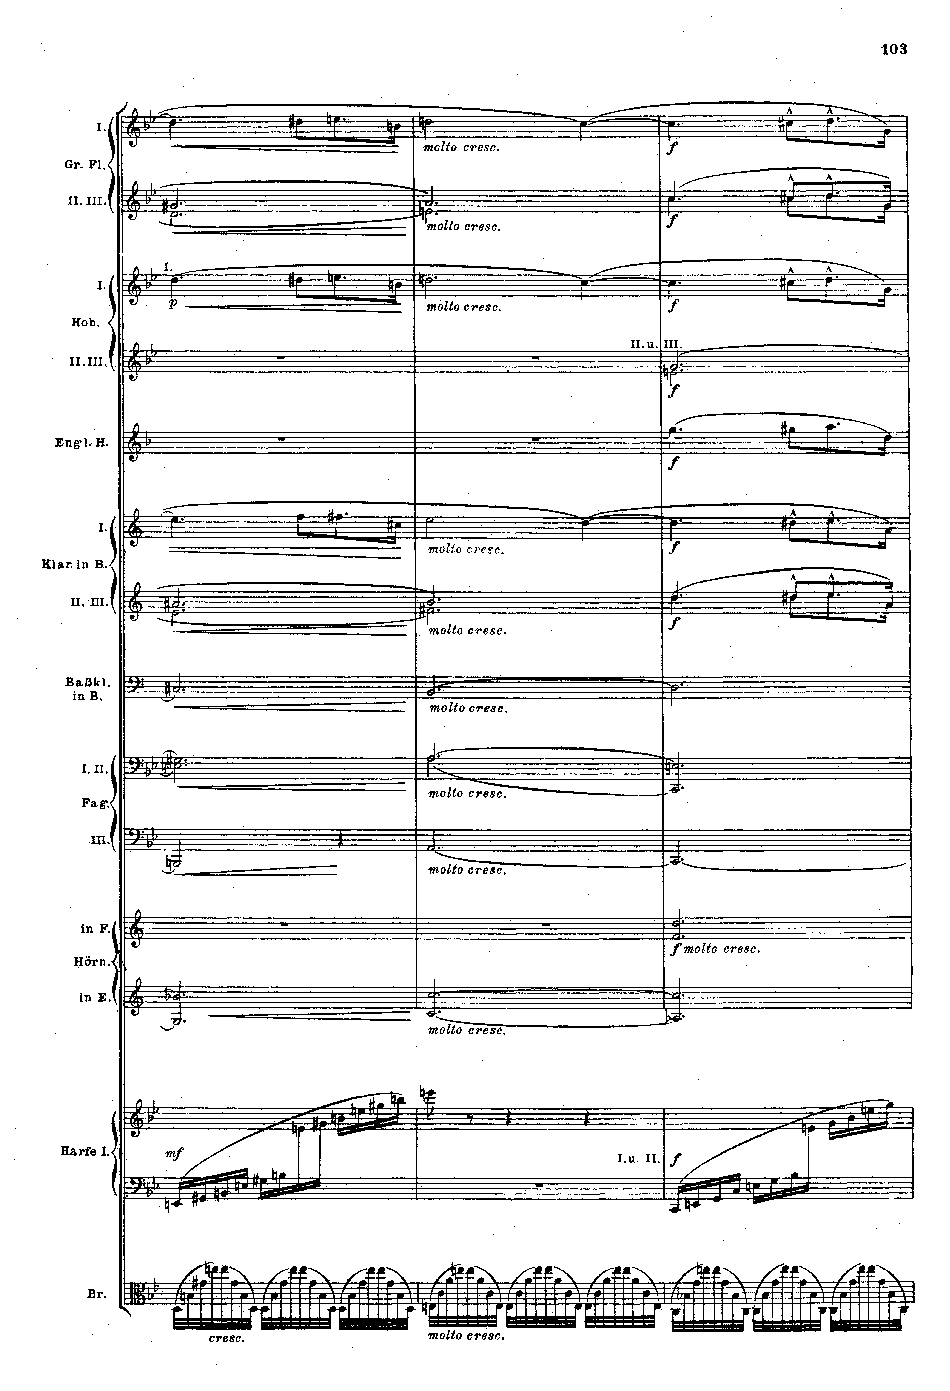 103
I.
molto cresc.
f
Gr. Fl.
II. III.
molto cresc.
f
I.
I.
p
molto cresc.
f
Hob.
II. u. III.
II. III.
f
Engl. H.
f
I.
molto cresc.
f
Klar. in B.
II. III.
molto cresc.
f
Baßkl.
in B.
molto cresc.
I. II.
molto cresc.
Fag.
III.
molto cresc.
in F.
f molto cresc.
Hörn.
in E.
molto cresc.
Harfe I.
mf
I. u. II.
f
Br.
cresc.
molto cresc.